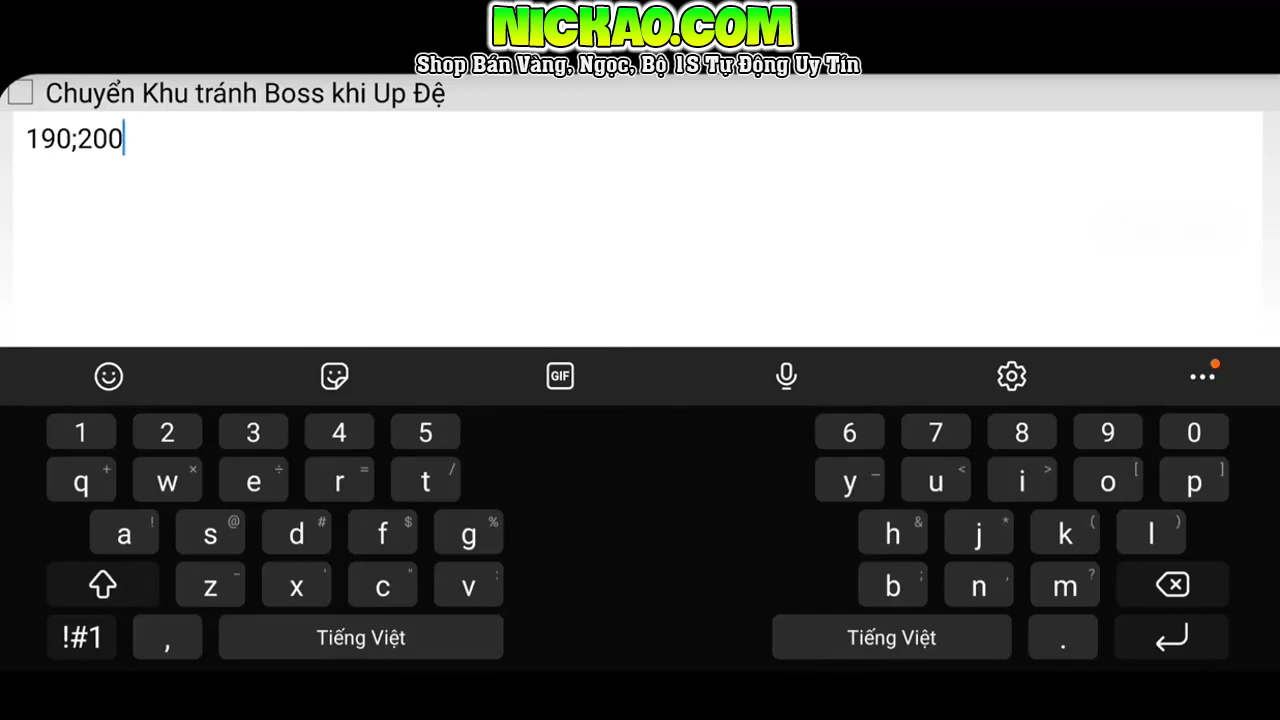 NICKAO.COM
Shop Bán Vàng, Ngọc, Bộ 1S Tự Động Uy Tín
Chuyển Khu tránh Boss khi Up Đệ
190;200
GIF
1 2 3 4 5 6 7 8 9 0
q + w × e ÷ r = t / y _ u < i > o [ p ]
a ! s @ d # f $ g % h & j * k ( l )
z - x ' c " v : b ; n , m ?
!#1 , Tiếng Việt Tiếng Việt .